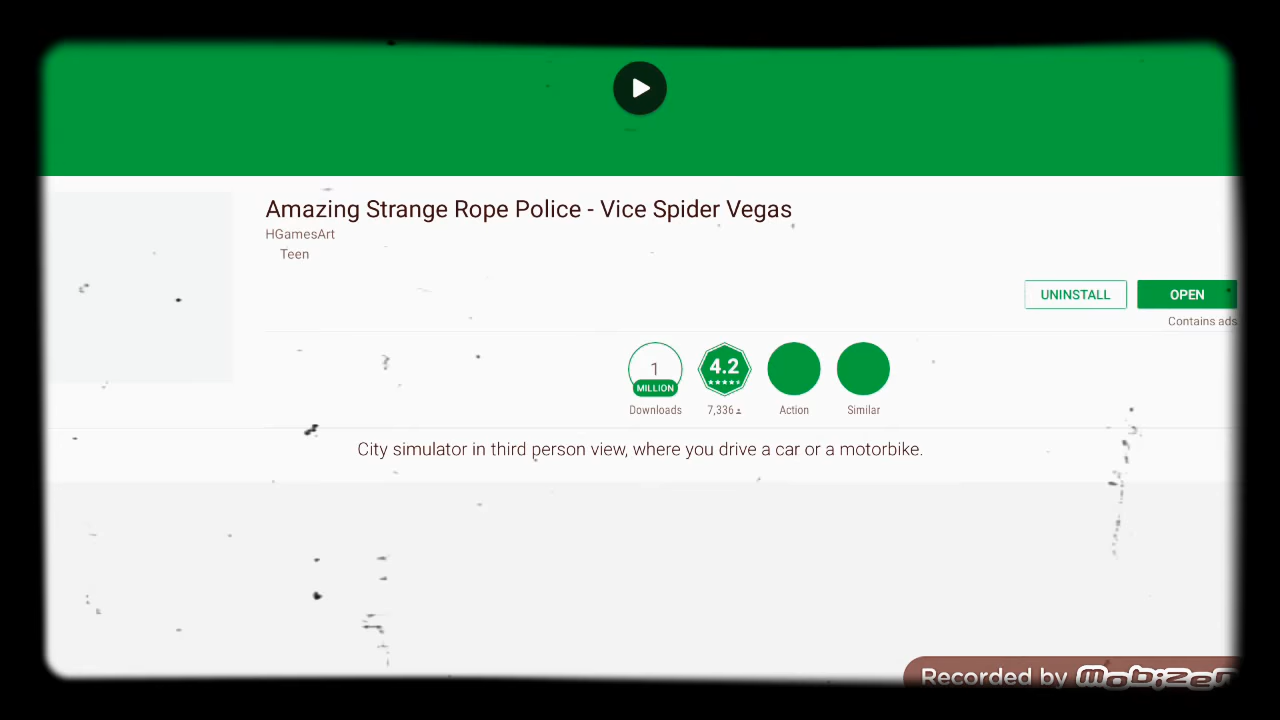 Amazing Strange Rope Police - Vice Spider Vegas
HGamesArt
Teen
UNINSTALL
OPEN
Contains ads
1
MILLION
4.2
Downloads
7,336
Action
Similar
City simulator in third person view, where you drive a car or a motorbike.
Recorded by Mobizen